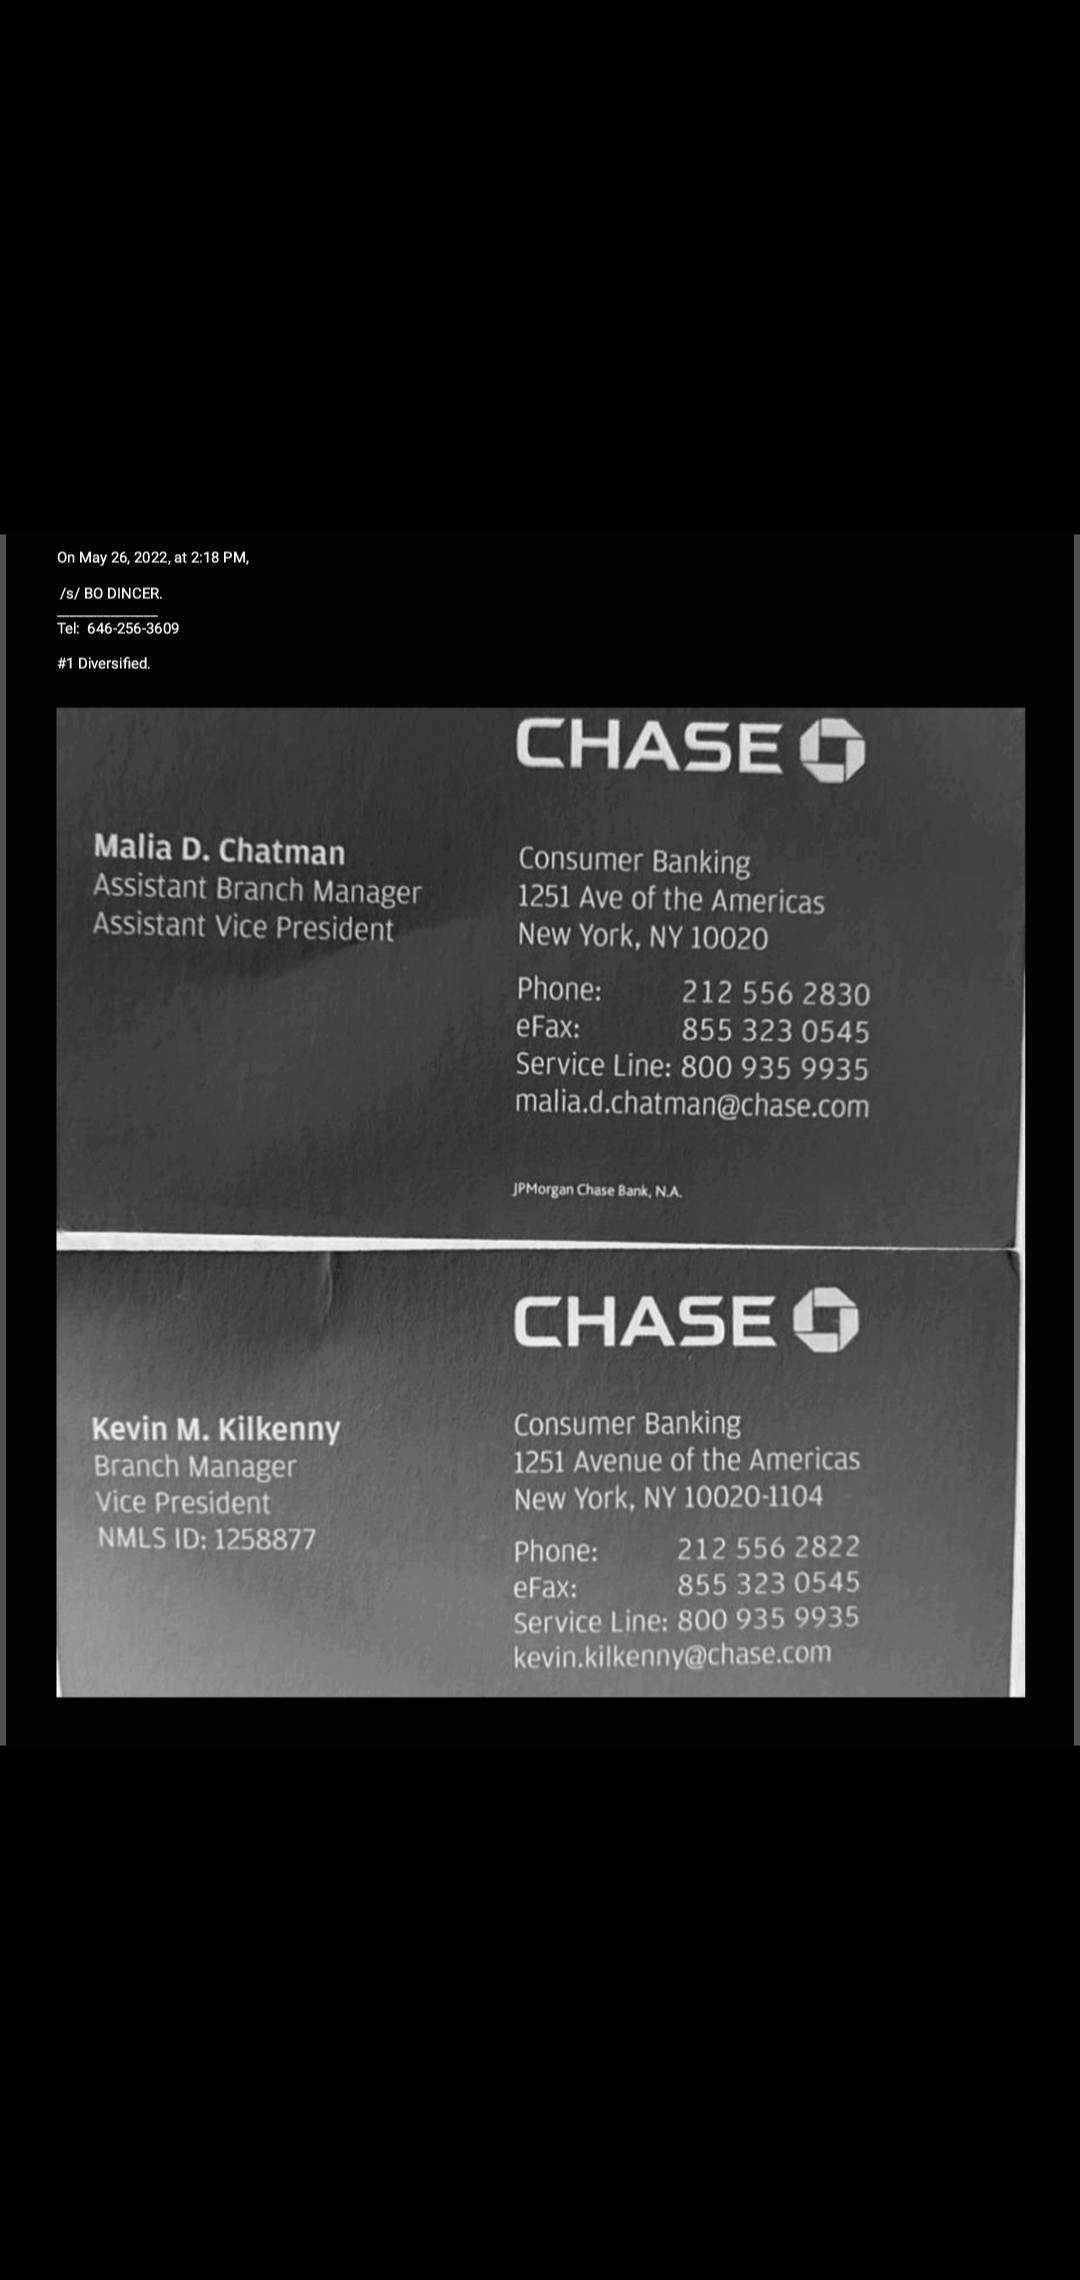 On May 26, 2022, at 2:18 PM,
/s/ BO DINCER.
Tel: 646-256-3609
#1 Diversified.
CHASE
Malia D. Chatman
Assistant Branch Manager
Assistant Vice President
Consumer Banking
1251 Ave of the Americas
New York, NY 10020
Phone: 212 556 2830
eFax: 855 323 0545
Service Line: 800 935 9935
malia.d.chatman@chase.com
JPMorgan Chase Bank, N.A.
CHASE
Kevin M. Kilkenny
Branch Manager
Vice President
NMLS ID: 1258877
Consumer Banking
1251 Avenue of the Americas
New York, NY 10020-1104
Phone: 212 556 2822
eFax: 855 323 0545
Service Line: 800 935 9935
kevin.kilkenny@chase.com